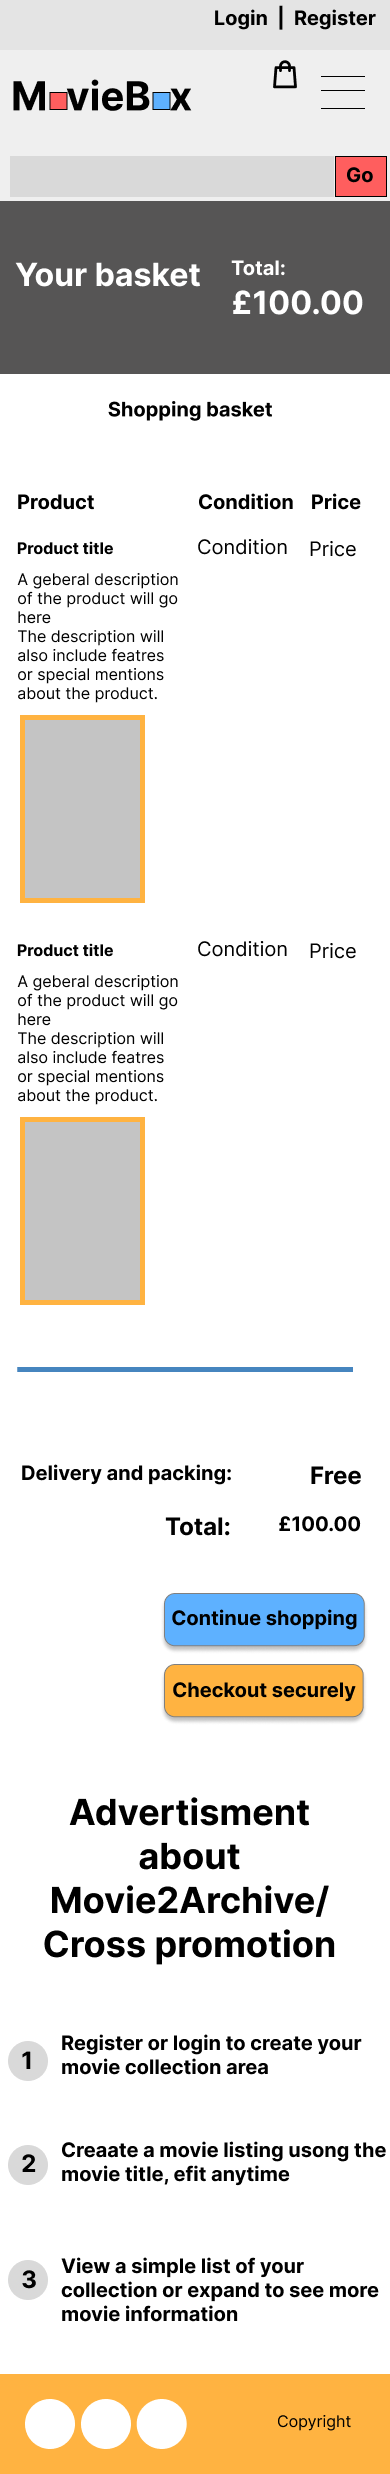 Login | Register
MovieBox
Go
Your basket
Total:
£100.00
Shopping basket
Product Condition Price
Product title Condition Price
A geberal description
of the product will go
here
The description will
also include featres
or special mentions
about the product.
Product title Condition Price
A geberal description
of the product will go
here
The description will
also include featres
or special mentions
about the product.
Delivery and packing: Free
Total: £100.00
Continue shopping
Checkout securely
Advertisment
about
Movie2Archive/
Cross promotion
1
Register or login to create your
movie collection area
2
Creaate a movie listing usong the
movie title, efit anytime
3
View a simple list of your
collection or expand to see more
movie information
Copyright